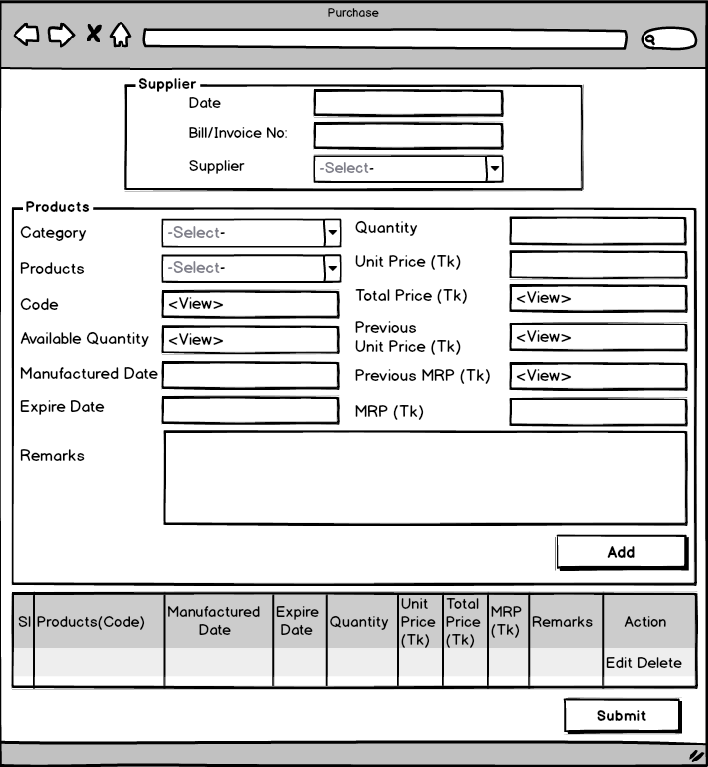 Purchase
Supplier
Date
Bill/Invoice No:
Supplier
-Select-
Products
Category
-Select-
Quantity
Products
-Select-
Unit Price (Tk)
Code
<View>
Total Price (Tk)
<View>
Available Quantity
<View>
Previous
Unit Price (Tk)
<View>
Manufactured Date
Previous MRP (Tk)
<View>
Expire Date
MRP (Tk)
Remarks
Add
Sl
Products(Code)
Manufactured
Date
Expire
Date
Quantity
Unit
Price
(Tk)
Total
Price
(Tk)
MRP
(Tk)
Remarks
Action
Edit Delete
Submit